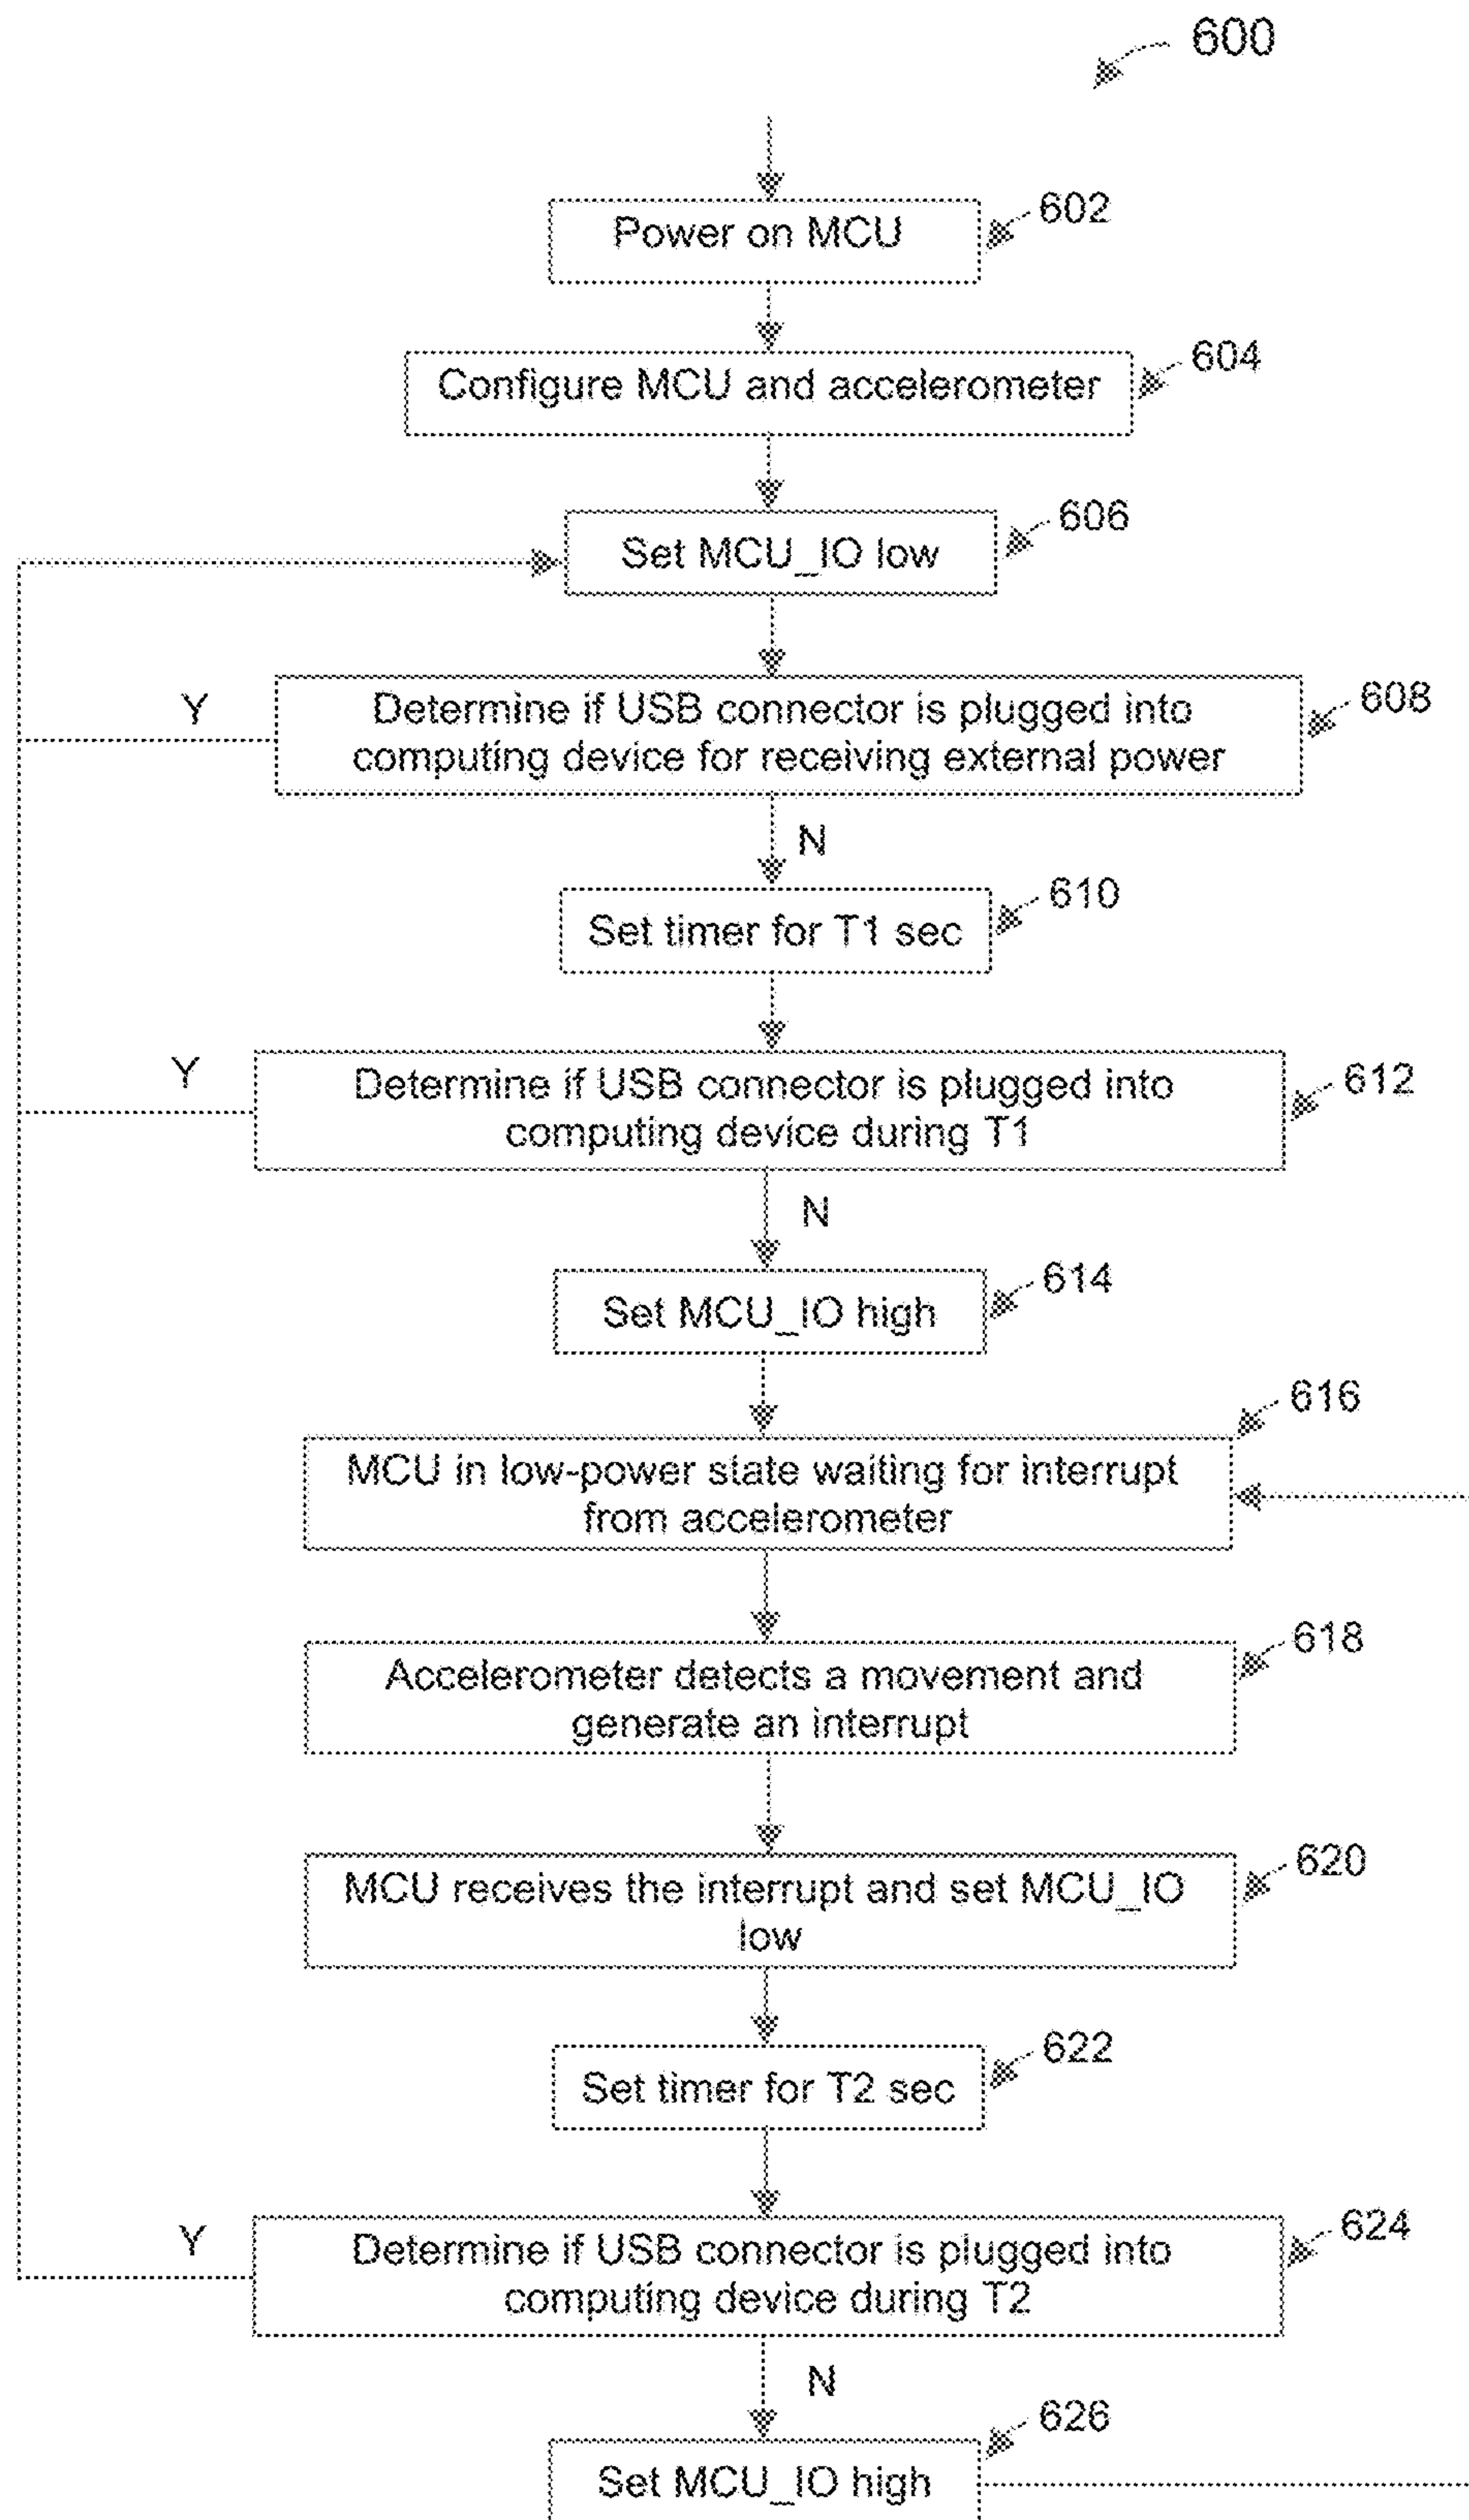 600
Power on MCU
602
Configure MCU and accelerometer
604
Set MCU_IO low
606
Y
Determine if USB connector is plugged into
computing device for receiving external power
608
N
Set timer for T1 sec
610
Y
Determine if USB connector is plugged into
computing device during T1
612
N
Set MCU_IO high
614
MCU in low-power state waiting for interrupt
from accelerometer
616
Accelerometer detects a movement and
generate an interrupt
618
MCU receives the interrupt and set MCU_IO
low
620
Set timer for T2 sec
622
Y
Determine if USB connector is plugged into
computing device during T2
624
N
Set MCU_IO high
626